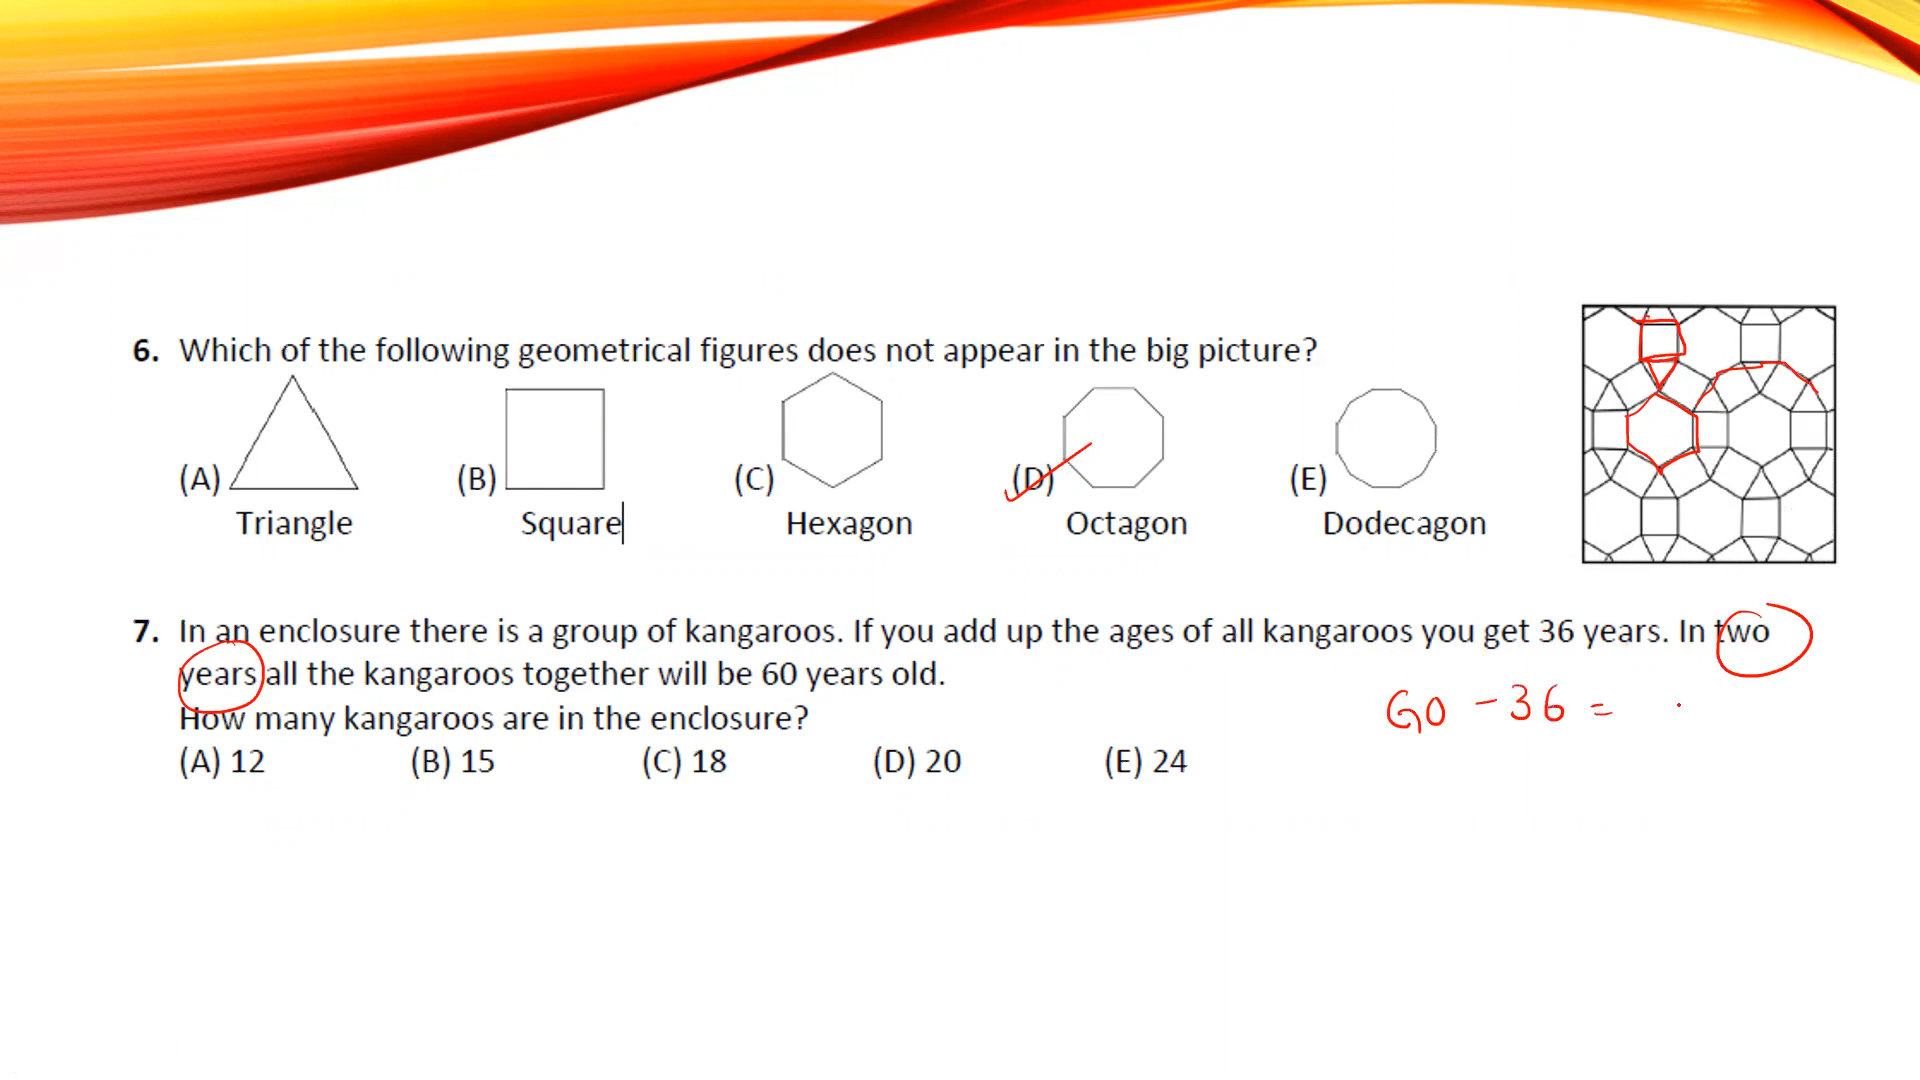 6. Which of the following geometrical figures does not appear in the big picture?
(A) (B) (C) (D) (E)
Triangle Square Hexagon Octagon Dodecagon
7. In an enclosure there is a group of kangaroos. If you add up the ages of all kangaroos you get 36 years. In two
years all the kangaroos together will be 60 years old.
60 - 36 =
How many kangaroos are in the enclosure?
(A) 12 (B) 15 (C) 18 (D) 20 (E) 24